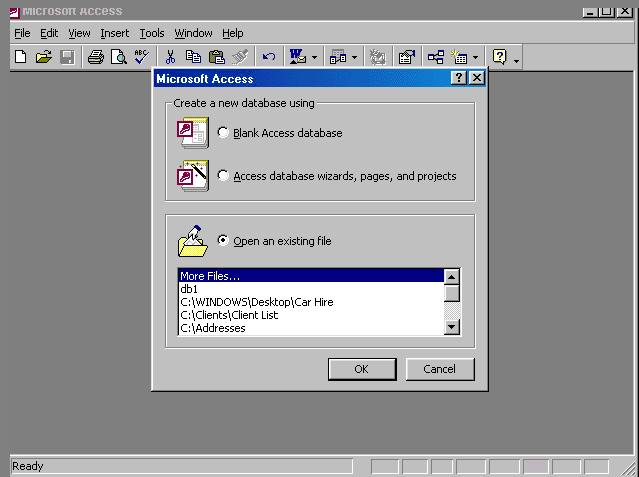 Microsoft Access
File Edit View Insert Tools Window Help
Microsoft Access
Create a new database using
Blank Access database
Access database wizards, pages, and projects
Open an existing file
More Files...
db1
C:\WINDOWS\Desktop\Car Hire
C:\Clients\Client List
C:\Addresses
OK Cancel
Ready